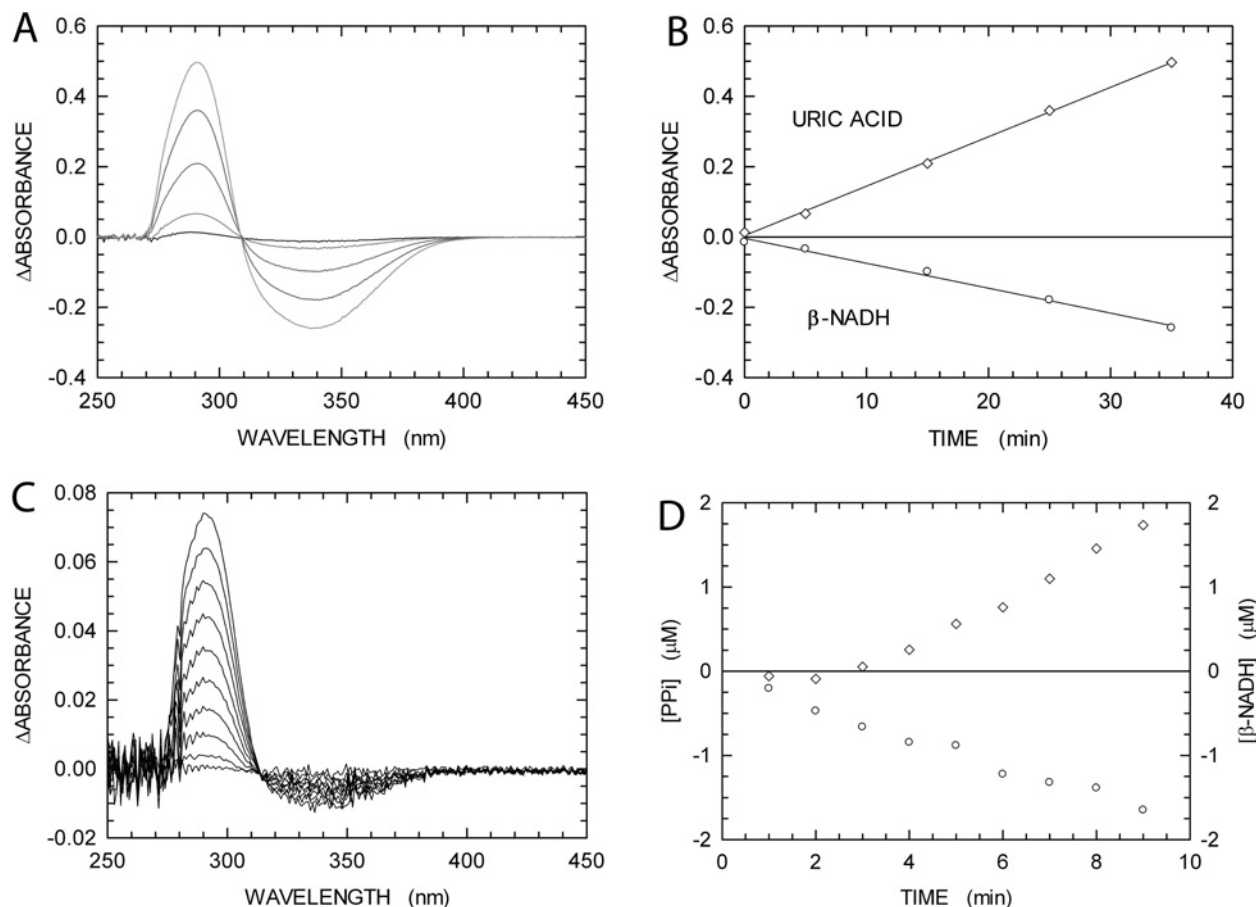 A
0.6
0.4
0.2
0.0
-0.2
-0.4
ΔABSORBANCE
250 300 350 400 450
WAVELENGTH (nm)
B
0.6
0.4
0.2
0.0
-0.2
-0.4
ΔABSORBANCE
URIC ACID
β-NADH
0 10 20 30 40
TIME (min)
C
0.08
0.06
0.04
0.02
0.00
-0.02
ΔABSORBANCE
250 300 350 400 450
WAVELENGTH (nm)
D
2
1
0
-1
-2
[PPi] (μM)
2
1
0
-1
-2
[β-NADH] (μM)
0 2 4 6 8 10
TIME (min)